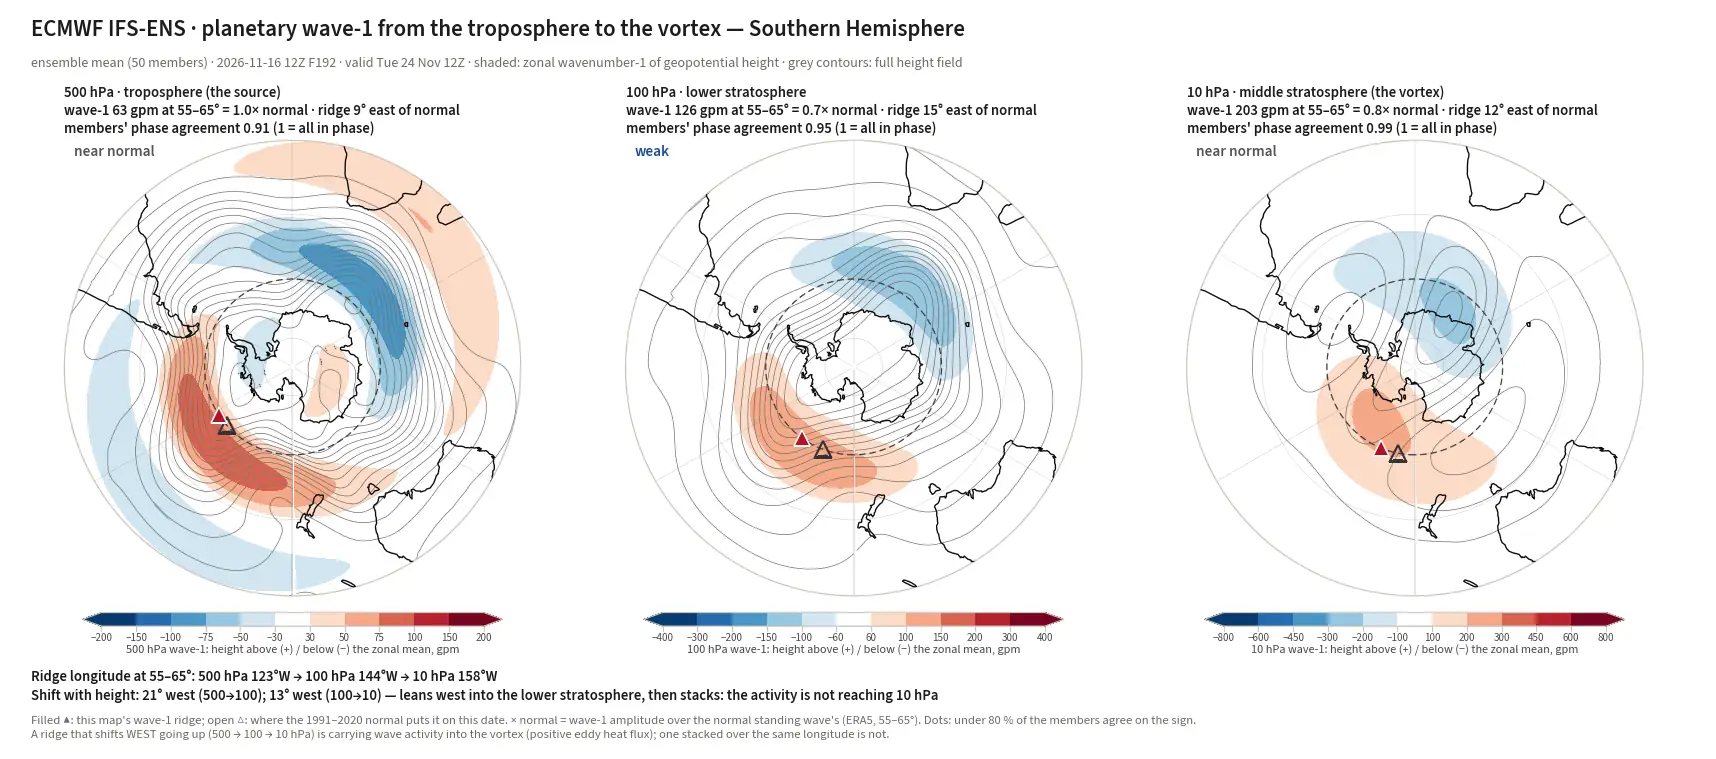 ECMWF IFS-ENS · planetary wave-1 from the troposphere to the vortex — Southern Hemisphere
ensemble mean (50 members) · 2026-11-16 12Z F192 · valid Tue 24 Nov 12Z · shaded: zonal wavenumber-1 of geopotential height · grey contours: full height field
500 hPa · troposphere (the source)
wave-1 63 gpm at 55–65° = 1.0× normal · ridge 9° east of normal
members' phase agreement 0.91 (1 = all in phase)
near normal
100 hPa · lower stratosphere
wave-1 126 gpm at 55–65° = 0.7× normal · ridge 15° east of normal
members' phase agreement 0.95 (1 = all in phase)
weak
10 hPa · middle stratosphere (the vortex)
wave-1 203 gpm at 55–65° = 0.8× normal · ridge 12° east of normal
members' phase agreement 0.99 (1 = all in phase)
near normal
−200 −150 −100 −75 −50 −30 30 50 75 100 150 200
500 hPa wave-1: height above (+) / below (−) the zonal mean, gpm
−400 −300 −200 −150 −100 −60 60 100 150 200 300 400
100 hPa wave-1: height above (+) / below (−) the zonal mean, gpm
−800 −600 −450 −300 −200 −100 100 200 300 450 600 800
10 hPa wave-1: height above (+) / below (−) the zonal mean, gpm
Ridge longitude at 55–65°: 500 hPa 123°W → 100 hPa 144°W → 10 hPa 158°W
Shift with height: 21° west (500→100); 13° west (100→10) — leans west into the lower stratosphere, then stacks: the activity is not reaching 10 hPa
Filled ▲: this map's wave-1 ridge; open △: where the 1991–2020 normal puts it on this date. × normal = wave-1 amplitude over the normal standing wave's (ERA5, 55–65°). Dots: under 80 % of the members agree on the sign.
A ridge that shifts WEST going up (500 → 100 → 10 hPa) is carrying wave activity into the vortex (positive eddy heat flux); one stacked over the same longitude is not.